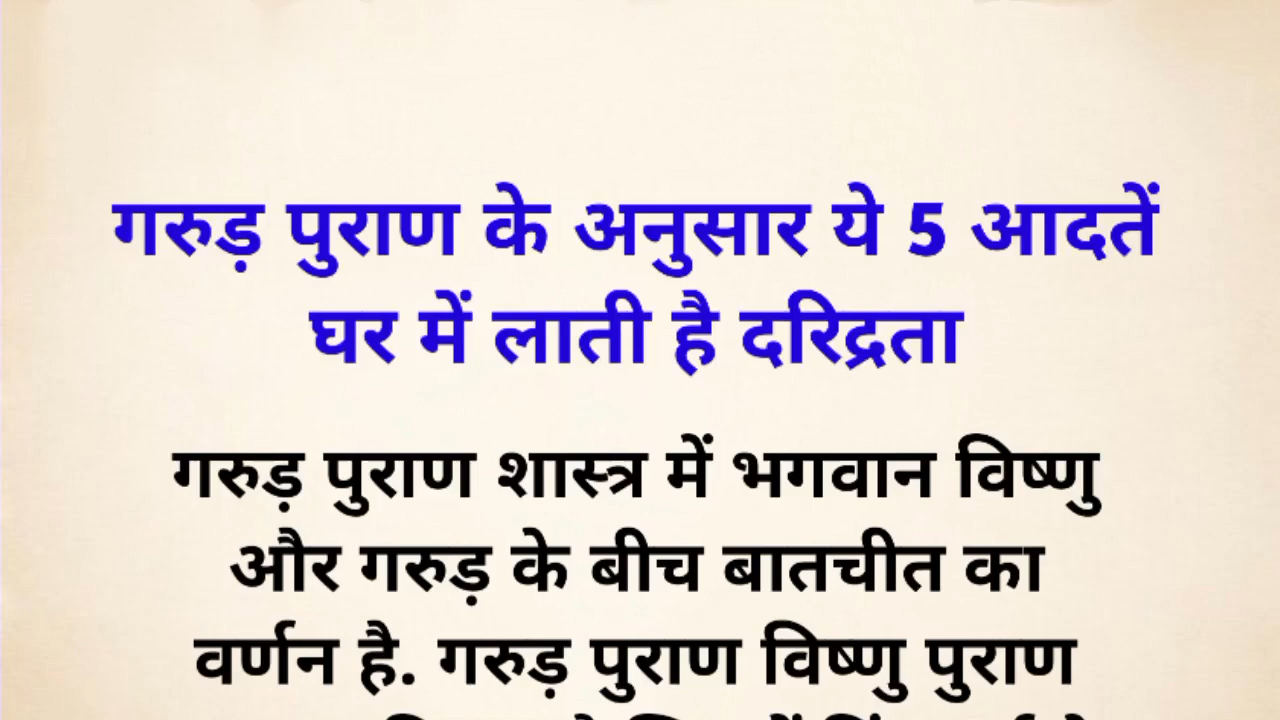 गरुड़ पुराण के अनुसार ये 5 आदतें
घर में लाती है दरिद्रता
गरुड़ पुराण शास्त्र में भगवान विष्णु
और गरुड़ के बीच बातचीत का
वर्णन है. गरुड़ पुराण विष्णु पुराण